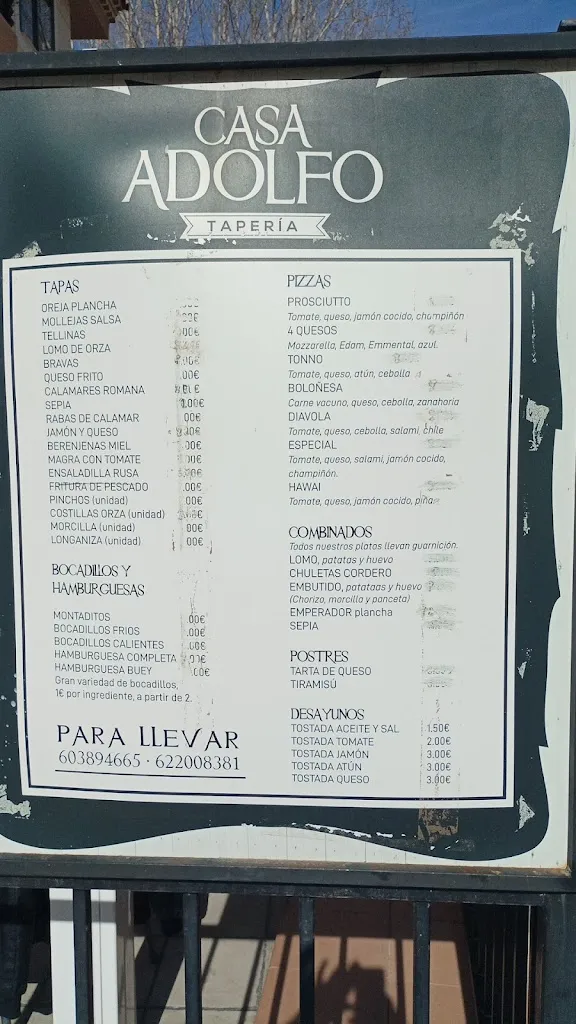 CASA
ADOLFO
TAPERÍA
TAPAS
OREJA PLANCHA
MOLLEJAS SALSA
TELLINAS
LOMO DE ORZA
BRAVAS
QUESO FRITO
CALAMARES ROMANA
SEPIA
RABAS DE CALAMAR
JAMÓN Y QUESO
BERENJENAS MIEL
MAGRA CON TOMATE
ENSALADILLA RUSA
FRITURA DE PESCADO
PINCHOS (unidad)
COSTILLAS ORZA (unidad)
MORCILLA (unidad)
LONGANIZA (unidad)
BOCADILLOS Y
HAMBURGUESAS
MONTADITOS
BOCADILLOS FRIOS
BOCADILLOS CALIENTES
HAMBURGUESA COMPLETA
HAMBURGUESA BUEY
Gran variedad de bocadillos,
1€ por ingrediente, a partir de 2.
PARA LLEVAR
603894665 · 622008381
PIZZAS
PROSCIUTTO
Tomate, queso, jamón cocido, champiñón
4 QUESOS
Mozzarella, Edam, Emmental, azul.
TONNO
Tomate, queso, atún, cebolla
BOLOÑESA
Carne vacuno, queso, cebolla, zanahoria
DIAVOLA
Tomate, queso, cebolla, salami, chile
ESPECIAL
Tomate, queso, salami, jamón cocido,
champiñón.
HAWAI
Tomate, queso, jamón cocido, piña
COMBINADOS
Todos nuestros platos llevan guarnición.
LOMO, patatas y huevo
CHULETAS CORDERO
EMBUTIDO, patataas y huevo
(Chorizo, morcilla y panceta)
EMPERADOR plancha
SEPIA
POSTRES
TARTA DE QUESO
TIRAMISÚ
DESAYUNOS
TOSTADA ACEITE Y SAL 1.50€
TOSTADA TOMATE 2.00€
TOSTADA JAMÓN 3.00€
TOSTADA ATÚN 3.00€
TOSTADA QUESO 3.00€